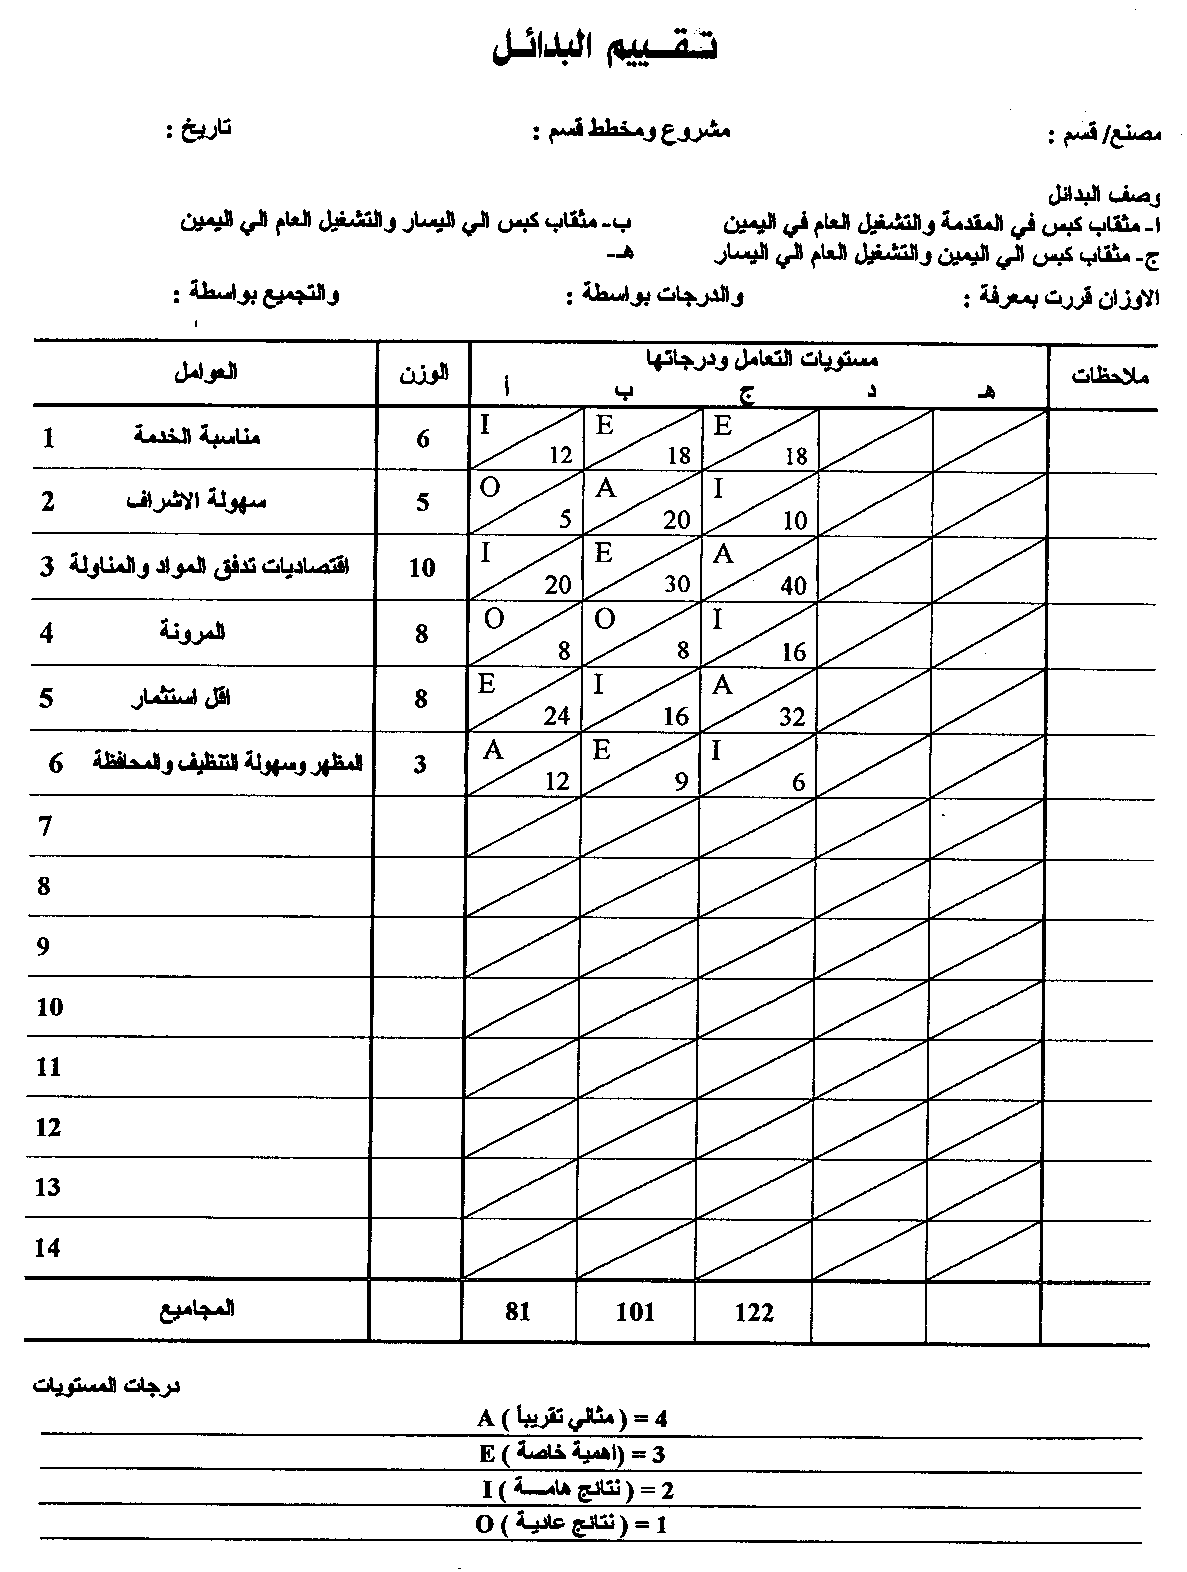 تـقـــييم البدائـل
مصنع/ قسم : مشروع ومخطط قسم : تاريخ :
وصف البدائل
ا- مثقاب كبس في المقدمة والتشغيل العام في اليمين ب- مثقاب كبس الي اليسار والتشغيل العام الي اليمين
ج- مثقاب كبس الي اليمين والتشغيل العام الي اليسار هـ-
الاوزان قررت بمعرفة : والدرجات بواسطة : والتجميع بواسطة :
العوامل الوزن مستويات التعامل ودرجاتها ملاحظات
أ ب ج د هـ
1 مناسبة الخدمة 6 I 12 E 18 E 18
2 سهولة الاشراف 5 O 5 A 20 I 10
3 اقتصاديات تدفق المواد والمناولة 10 I 20 E 30 A 40
4 المرونة 8 O 8 O 8 I 16
5 اقل استثمار 8 E 24 I 16 A 32
6 المظهر وسهولة التنظيف والمحافظة 3 A 12 E 9 I 6
7
8
9
10
11
12
13
14
المجاميع 81 101 122
درجات المستويات
A ( مثالي تقريباً ) = 4
E ( اهمية خاصة) = 3
I ( نتائج هامـــة ) = 2
O ( نتائج عادية ) = 1